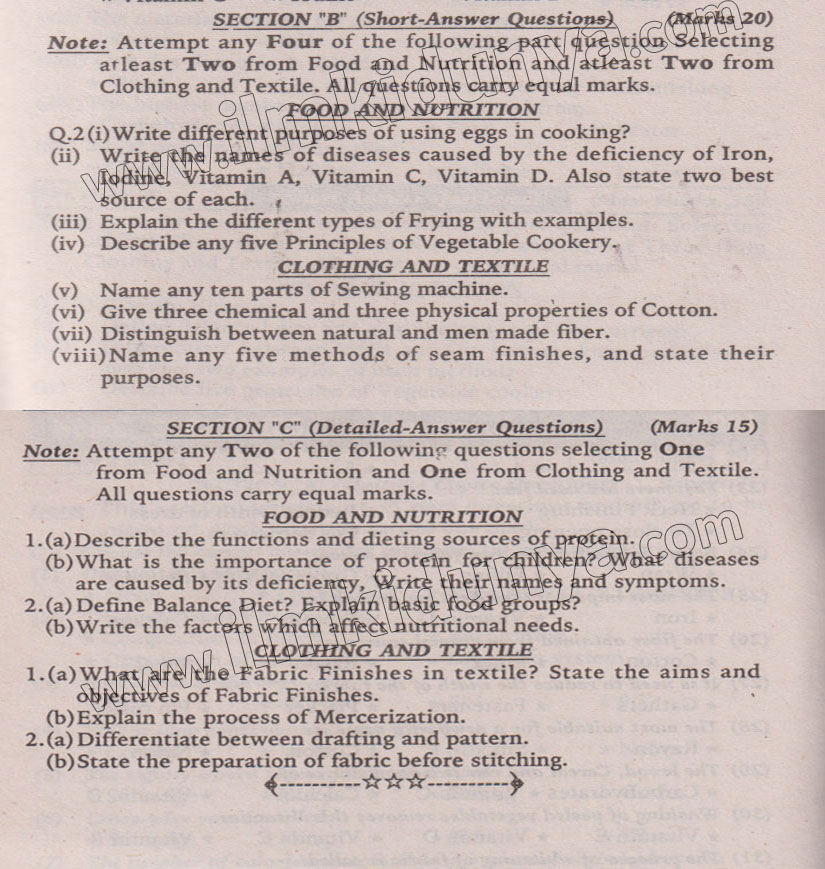 SECTION "B" (Short-Answer Questions) (Marks 20)
Note: Attempt any Four of the following part question Selecting
atleast Two from Food and Nutrition and atleast Two from
Clothing and Textile. All questions carry equal marks.
FOOD AND NUTRITION
Q.2(i) Write different purposes of using eggs in cooking?
(ii) Write the names of diseases caused by the deficiency of Iron,
Iodine, Vitamin A, Vitamin C, Vitamin D. Also state two best
source of each.
(iii) Explain the different types of Frying with examples.
(iv) Describe any five Principles of Vegetable Cookery.
CLOTHING AND TEXTILE
(v) Name any ten parts of Sewing machine.
(vi) Give three chemical and three physical properties of Cotton.
(vii) Distinguish between natural and men made fiber.
(viii) Name any five methods of seam finishes, and state their
purposes.
www.ilmkidunya.com
SECTION "C" (Detailed-Answer Questions) (Marks 15)
Note: Attempt any Two of the following questions selecting One
from Food and Nutrition and One from Clothing and Textile.
All questions carry equal marks.
FOOD AND NUTRITION
1.(a) Describe the functions and dieting sources of protein.
(b) What is the importance of protein for children? What diseases
are caused by its deficiency, Write their names and symptoms.
2.(a) Define Balance Diet? Explain basic food groups?
(b) Write the factors which affect nutritional needs.
CLOTHING AND TEXTILE
1.(a) What are the Fabric Finishes in textile? State the aims and
objectives of Fabric Finishes.
(b) Explain the process of Mercerization.
2.(a) Differentiate between drafting and pattern.
(b) State the preparation of fabric before stitching.
www.ilmkidunya.com